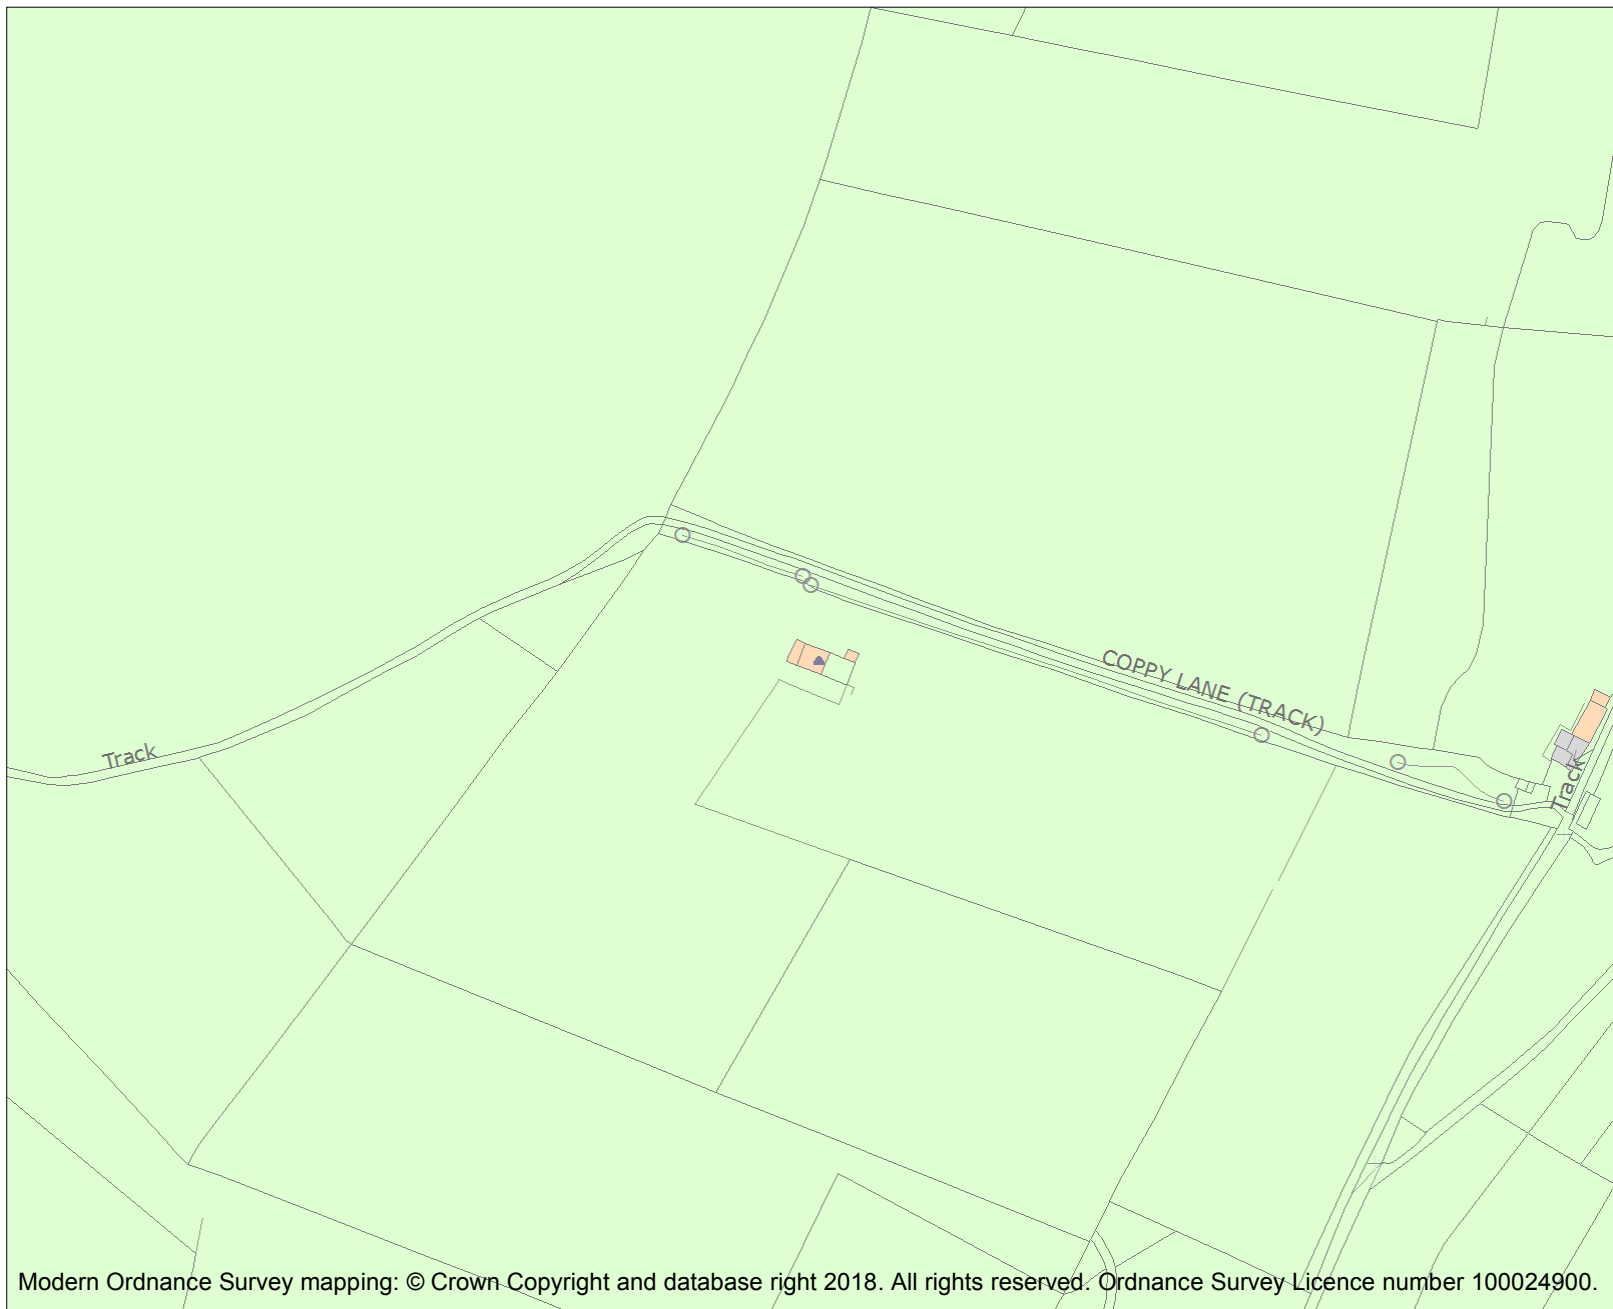 COPPY LANE (TRACK)
Track
Track
Modern Ordnance Survey mapping: © Crown Copyright and database right 2018. All rights reserved. Ordnance Survey Licence number 100024900.